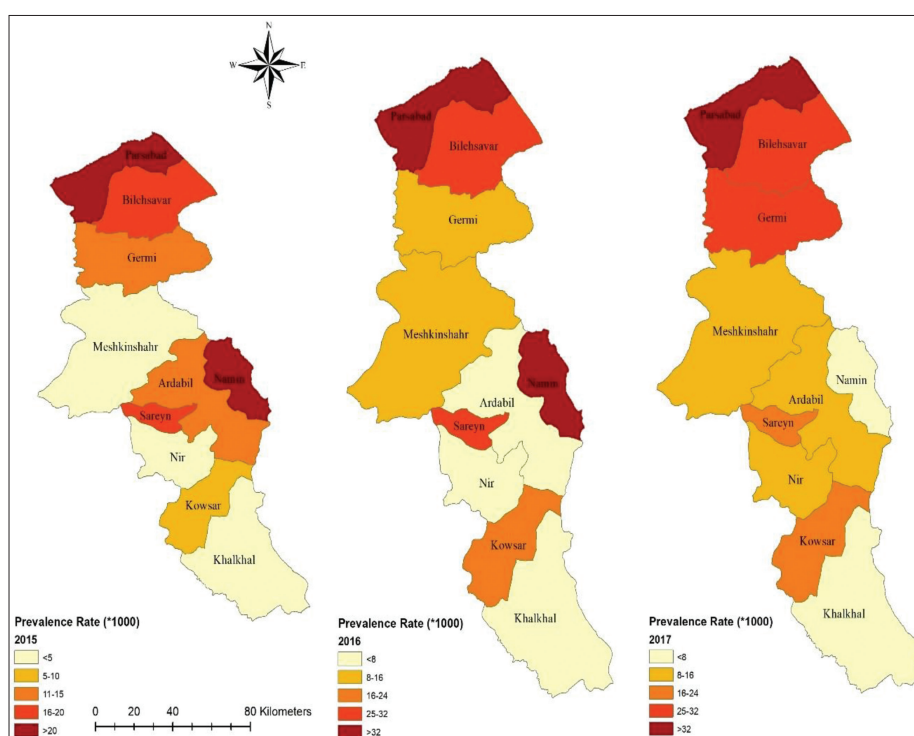 N
W E
S
Parsabad
Bilehsavar
Germi
Meshkinshahr
Ardabil
Namin
Sareyn
Nir
Kowsar
Khalkhal
Prevalence Rate (*1000)
2015
<5
5-10
11-15
16-20
>20
0 20 40 80 Kilometers
Parsabad
Bilehsavar
Germi
Meshkinshahr
Namin
Ardabil
Sareyn
Nir
Kowsar
Khalkhal
Prevalence Rate (*1000)
2016
<8
8-16
16-24
25-32
>32
Parsabad
Bilehsavar
Germi
Meshkinshahr
Namin
Ardabil
Sareyn
Nir
Kowsar
Khalkhal
Prevalence Rate (*1000)
2017
<8
8-16
16-24
25-32
>32